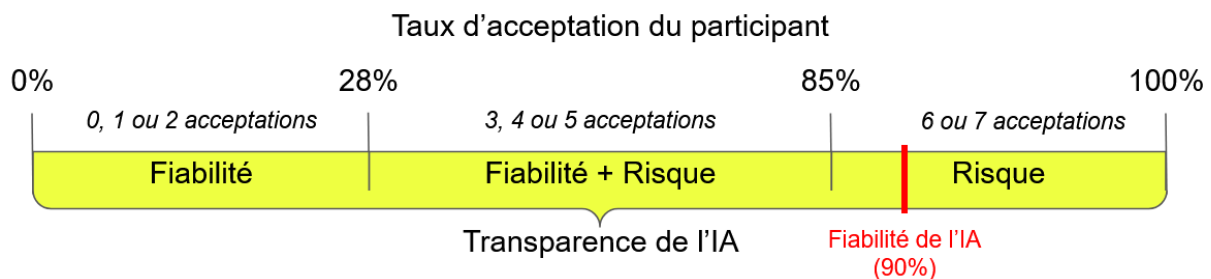 Taux d’acceptation du participant
0% 28% 85% 100%
0, 1 ou 2 acceptations 3, 4 ou 5 acceptations 6 ou 7 acceptations
Fiabilité Fiabilité + Risque Risque
Transparence de l’IA
Fiabilité de l’IA
(90%)